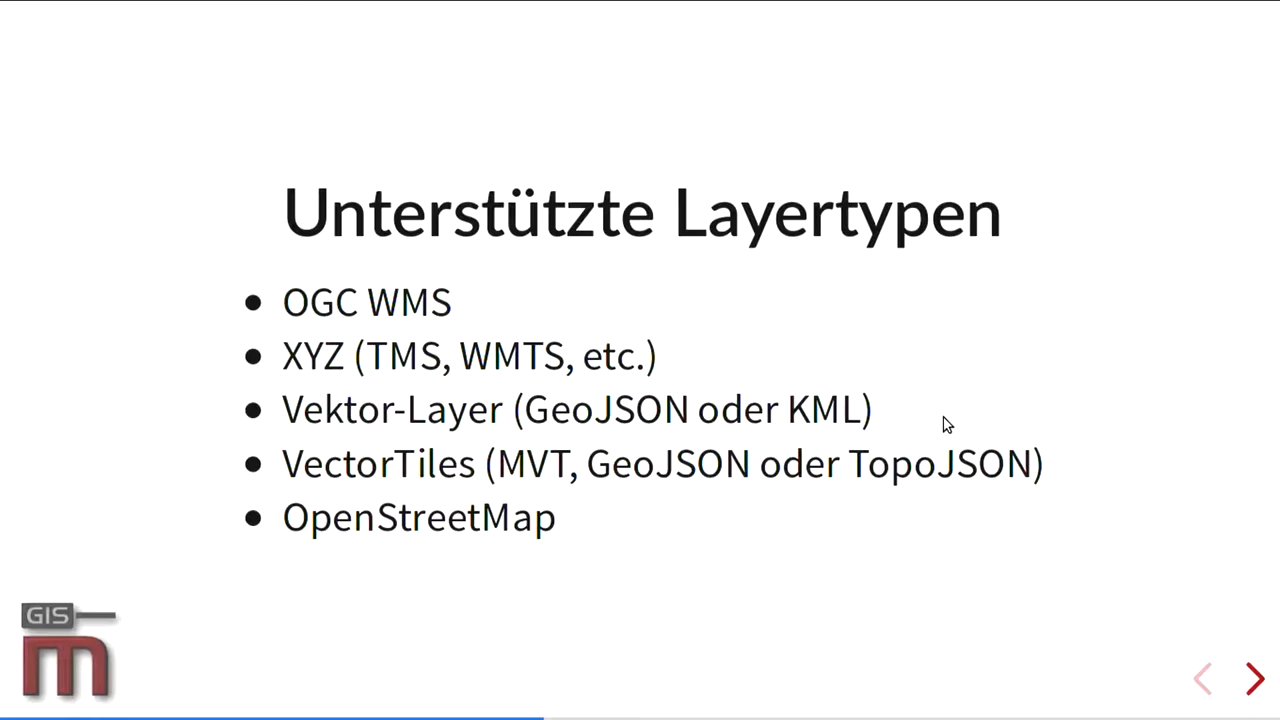 Unterstützte Layertypen
• OGC WMS
• XYZ (TMS, WMTS, etc.)
• Vektor-Layer (GeoJSON oder KML)
• VectorTiles (MVT, GeoJSON oder TopoJSON)
• OpenStreetMap
GIS
m